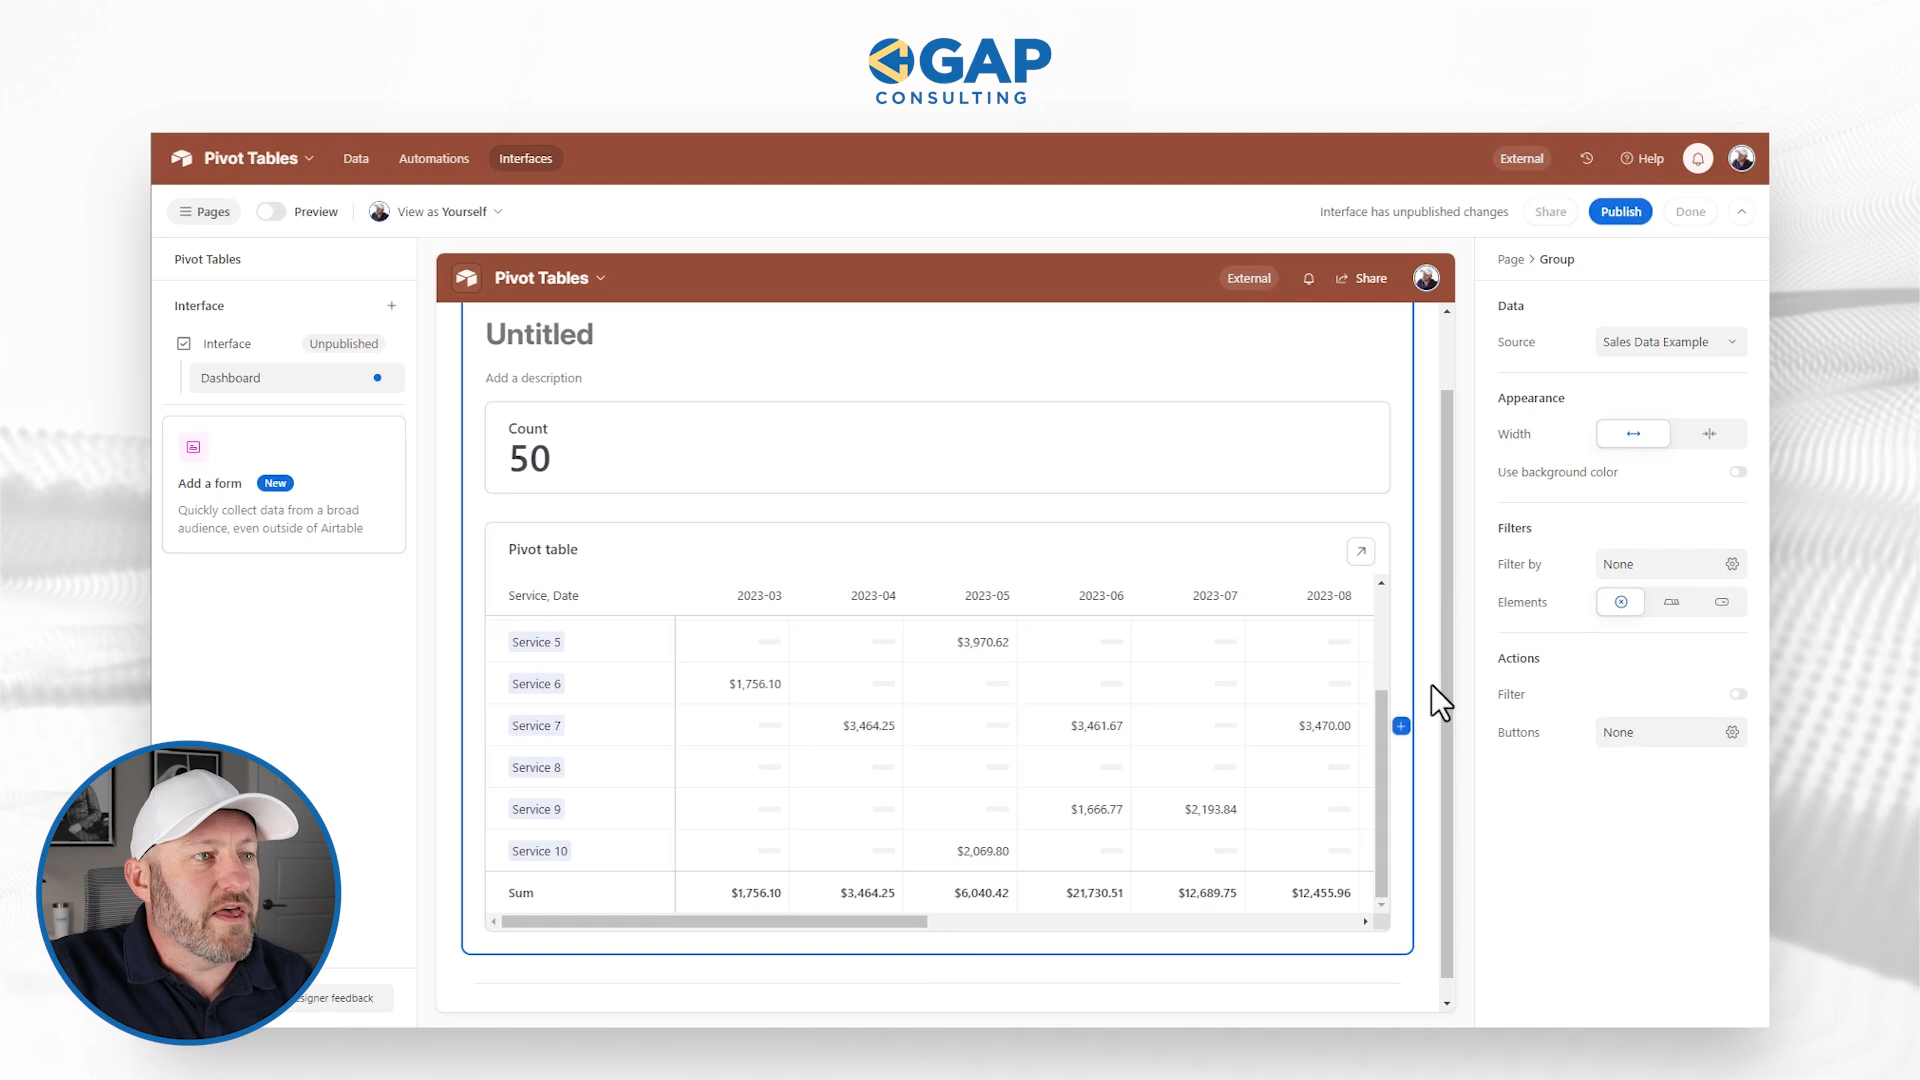 GAP
CONSULTING
Pivot Tables
Data
Automations
Interfaces
External
Help
Pages
Preview
View as Yourself
Interface has unpublished changes
Share
Publish
Done
Pivot Tables
Interface
Interface
Unpublished
Dashboard
Add a form
New
Quickly collect data from a broad
audience, even outside of Airtable
Pivot Tables
External
Share
Untitled
Add a description
Count
50
Pivot table
Service, Date 2023-03 2023-04 2023-05 2023-06 2023-07 2023-08
Service 5 $3,970.62
Service 6 $1,756.10
Service 7 $3,464.25 $3,461.67 $3,470.00
Service 8
Service 9 $1,666.77 $2,193.84
Service 10 $2,069.80
Sum $1,756.10 $3,464.25 $6,040.42 $21,730.51 $12,689.75 $12,455.96
Page > Group
Data
Source Sales Data Example
Appearance
Width
Use background color
Filters
Filter by None
Elements
Actions
Filter
Buttons None
feedback